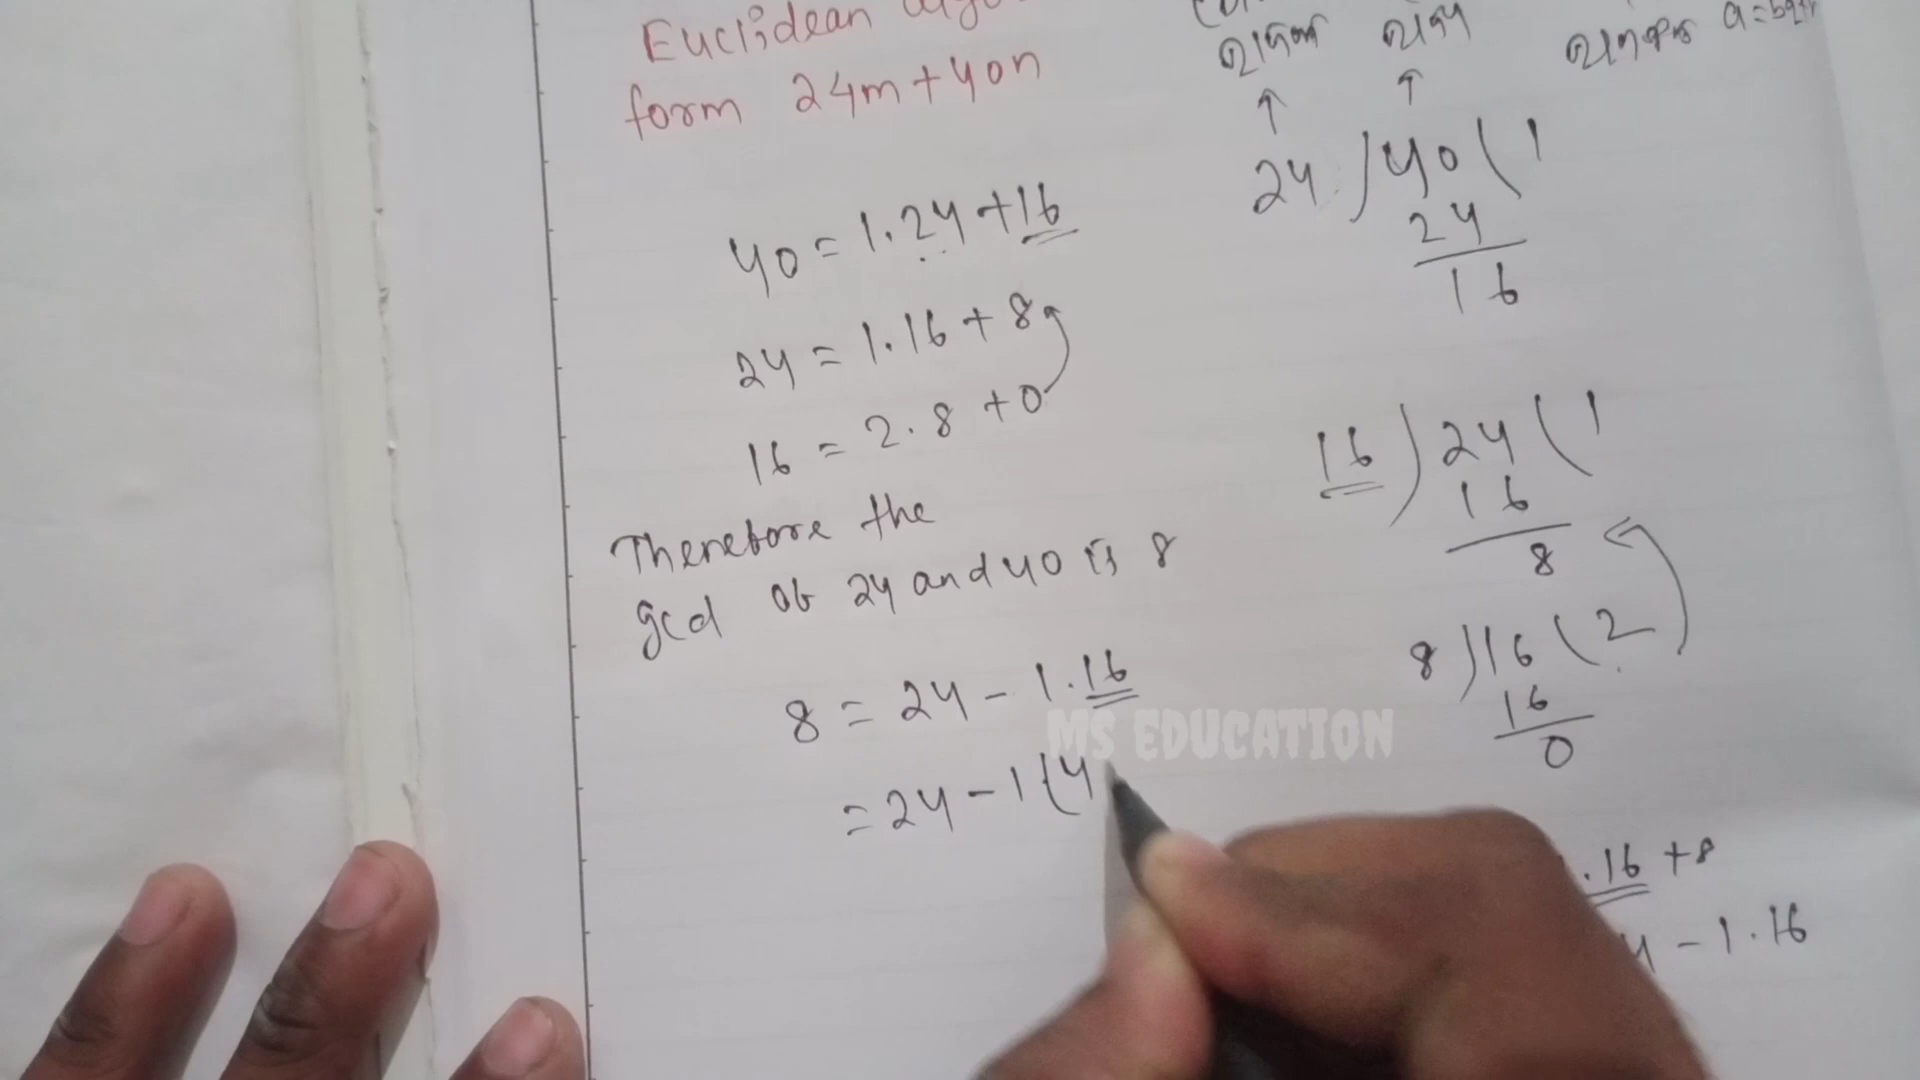 Euclidean
form 24m+40n
a=bq+r
40 = 1.24 +16
24 = 1.16 + 8
16 = 2.8 +0
Therefore the
gcd of 24 and 40 is 8
8 = 24 - 1.16
= 24 - 1 (4
24 ) 40 ( 1
24
16
16 ) 24 ( 1
16
8
8 ) 16 ( 2
16
0
.16 +8
- 1.16
MS EDUCATION